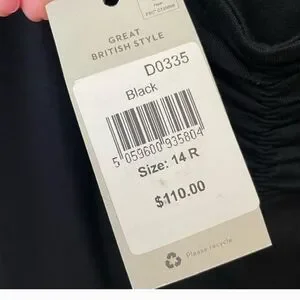 GREAT
BRITISH STYLE
D0335
Black
5 059600 935804
Size: 14 R
$110.00
Please recycle